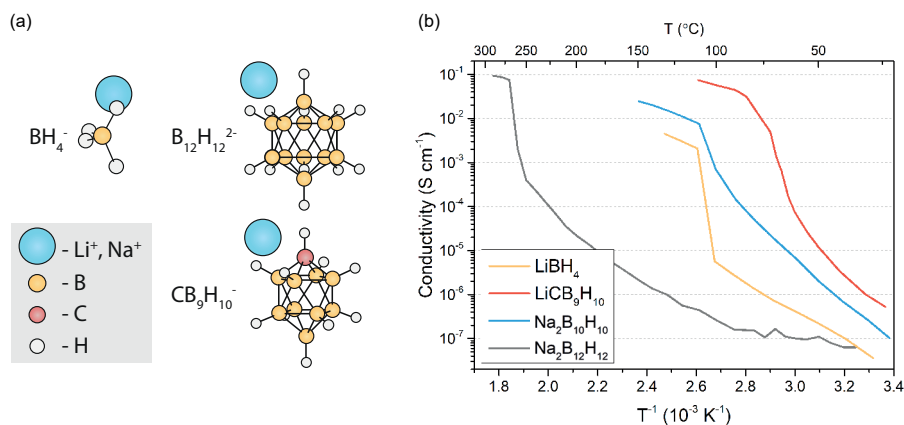 (a)
BH₄⁻
B₁₂H₁₂²⁻
CB₉H₁₀⁻
- Li⁺, Na⁺
- B
- C
- H
(b)
T (°C)
300 250 200 150 100 50
Conductivity (S cm⁻¹)
10⁻¹
10⁻²
10⁻³
10⁻⁴
10⁻⁵
10⁻⁶
10⁻⁷
LiBH₄
LiCB₉H₁₀
Na₂B₁₀H₁₀
Na₂B₁₂H₁₂
1.8 2.0 2.2 2.4 2.6 2.8 3.0 3.2 3.4
T⁻¹ (10⁻³ K⁻¹)